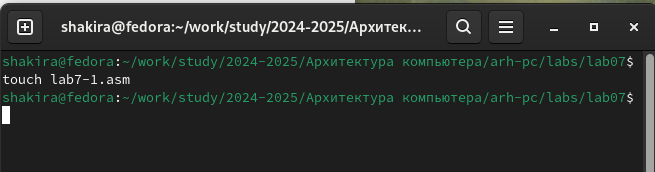 shakira@fedora:~/work/study/2024-2025/Архитек...
shakira@fedora:~/work/study/2024-2025/Архитектура компьютера/arh-pc/labs/lab07$
touch lab7-1.asm
shakira@fedora:~/work/study/2024-2025/Архитектура компьютера/arh-pc/labs/lab07$